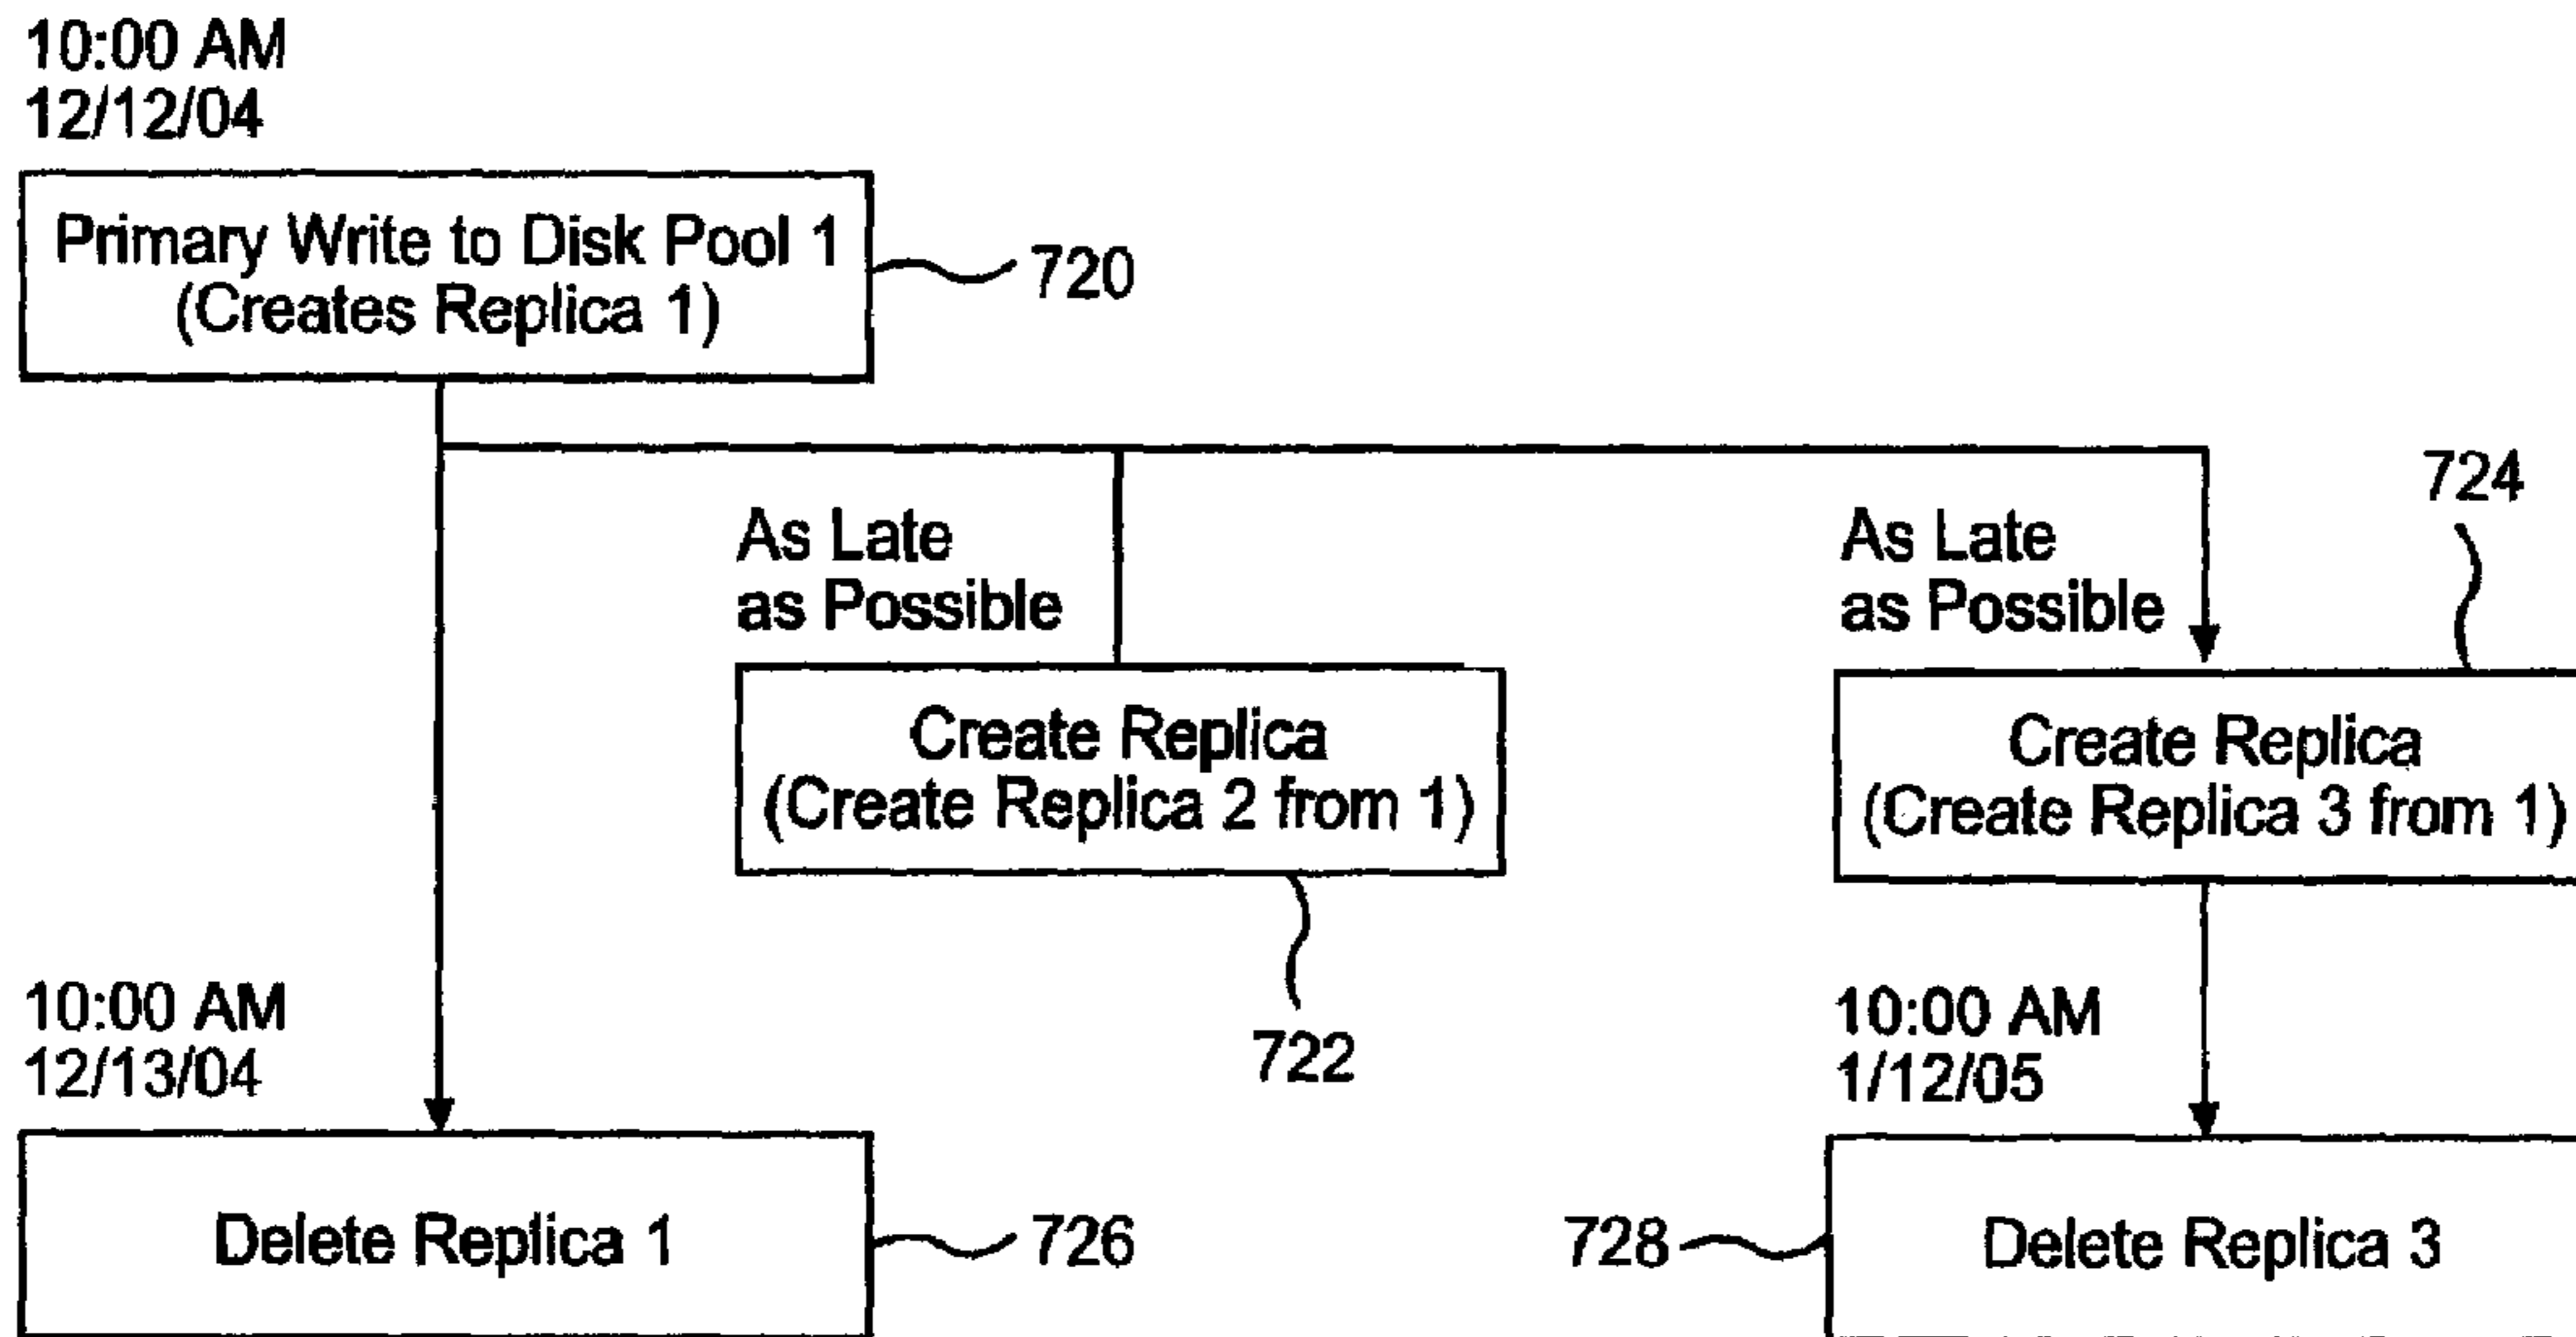 10:00 AM
12/12/04
Primary Write to Disk Pool 1
(Creates Replica 1)
720
As Late
as Possible
As Late
as Possible
724
Create Replica
(Create Replica 2 from 1)
Create Replica
(Create Replica 3 from 1)
722
10:00 AM
12/13/04
10:00 AM
1/12/05
Delete Replica 1
726
728
Delete Replica 3